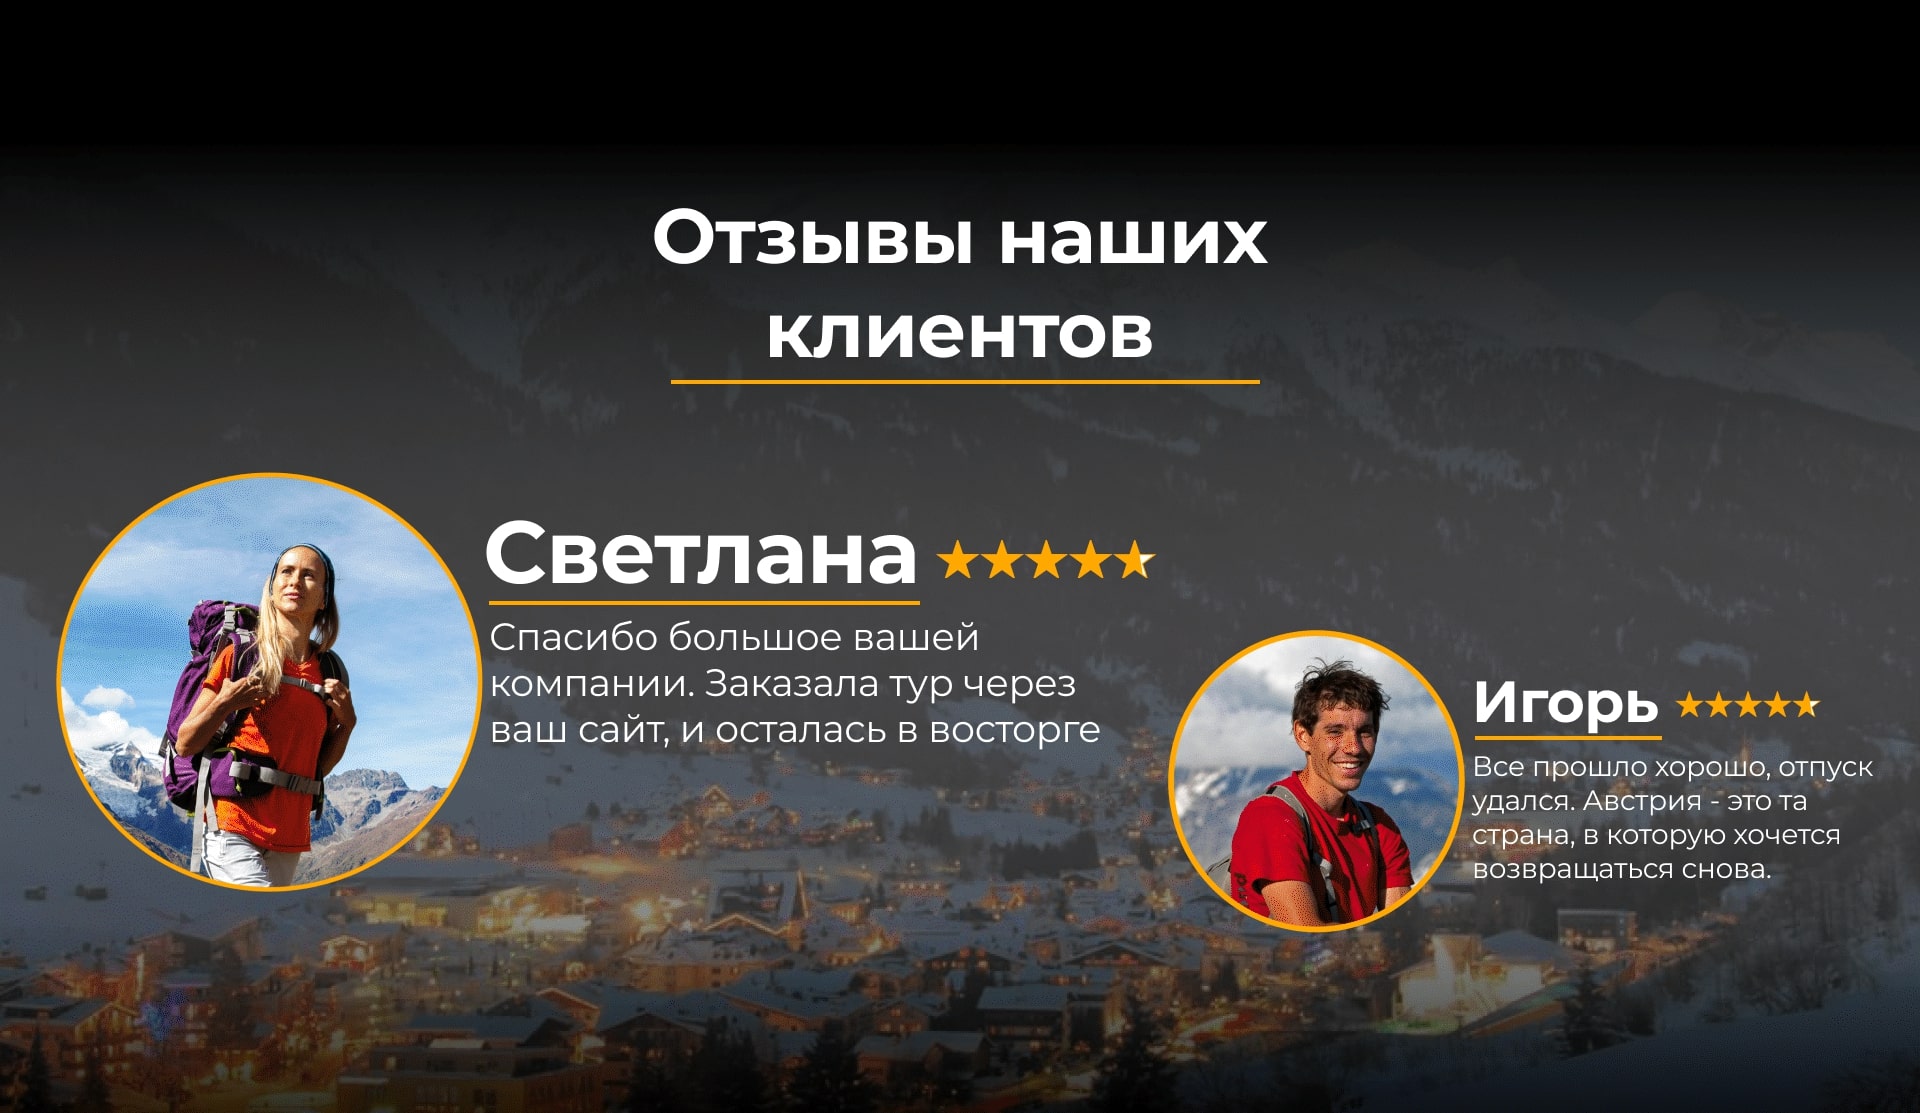 Отзывы наших
клиентов
Светлана
Спасибо большое вашей
компании. Заказала тур через
ваш сайт, и осталась в восторге
Игорь
Все прошло хорошо, отпуск
удался. Австрия - это та
страна, в которую хочется
возвращаться снова.